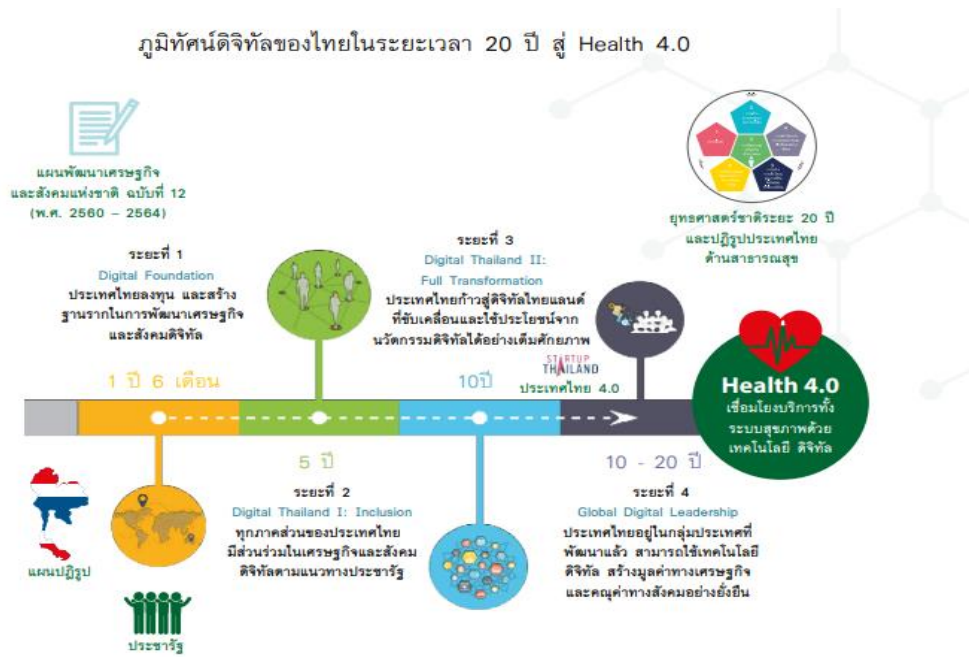 ภูมิทัศน์ดิจิทัลของไทยในระยะเวลา 20 ปี สู่ Health 4.0
แผนพัฒนาเศรษฐกิจ
และสังคมแห่งชาติ ฉบับที่ 12
(พ.ศ. 2560 – 2564)
ยุทธศาสตร์ชาติระยะ 20 ปี
และปฏิรูปประเทศไทย
ด้านสาธารณสุข
ระยะที่ 1
Digital Foundation
ประเทศไทยลงทุน และสร้าง
ฐานรากในการพัฒนาเศรษฐกิจ
และสังคมดิจิทัล
1 ปี 6 เดือน
ระยะที่ 3
Digital Thailand II:
Full Transformation
ประเทศไทยก้าวสู่ดิจิทัลไทยแลนด์
ที่ขับเคลื่อนและใช้ประโยชน์จาก
นวัตกรรมดิจิทัลได้อย่างเต็มศักยภาพ
10ปี
STARTUP
THAILAND
ประเทศไทย 4.0
Health 4.0
เชื่อมโยงบริการทั้ง
ระบบสุขภาพด้วย
เทคโนโลยี ดิจิทัล
5 ปี
ระยะที่ 2
Digital Thailand I: Inclusion
ทุกภาคส่วนของประเทศไทย
มีส่วนร่วมในเศรษฐกิจและสังคม
ดิจิทัลตามแนวทางประชารัฐ
10 - 20 ปี
ระยะที่ 4
Global Digital Leadership
ประเทศไทยอยู่ในกลุ่มประเทศที่
พัฒนาแล้ว สามารถใช้เทคโนโลยี
ดิจิทัล สร้างมูลค่าทางเศรษฐกิจ
และคุณค่าทางสังคมอย่างยั่งยืน
แผนปฏิรูป
ประชารัฐ